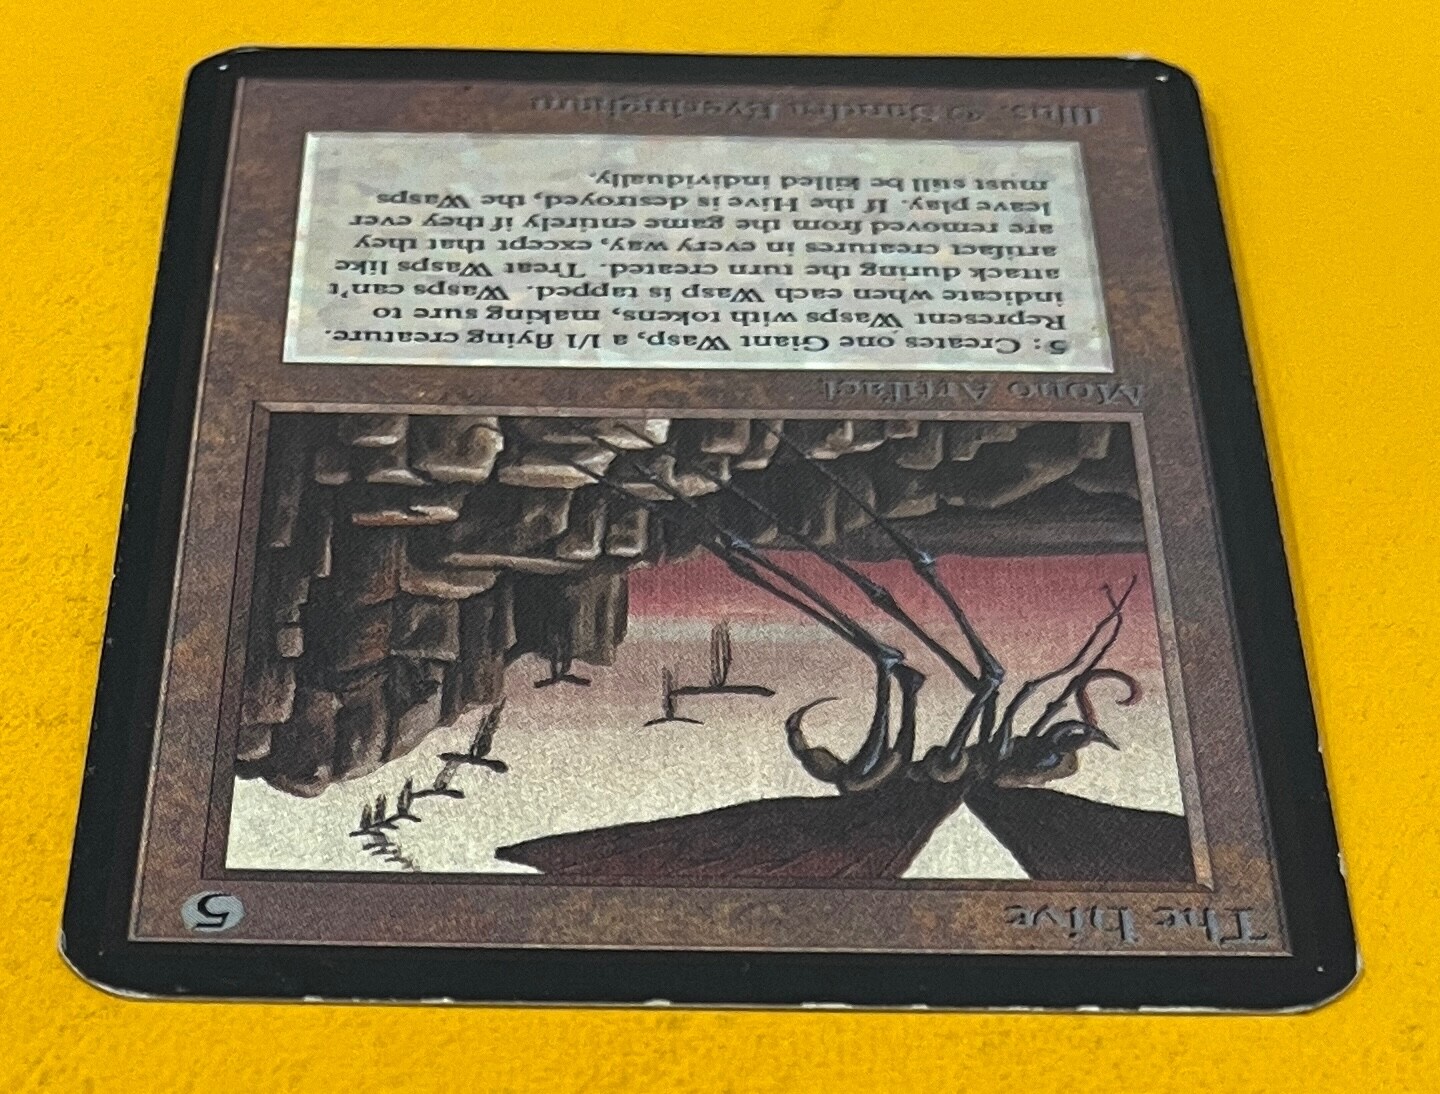 The Hive
5
Mono Artifact
5: Creates one Giant Wasp, a 1/1 flying creature.
Represent Wasps with tokens, making sure to
indicate when each Wasp is tapped. Wasps can't
attack during the turn created. Treat Wasps like
artifact creatures in every way, except that they
are removed from the game entirely if they ever
leave play. If the Hive is destroyed, the Wasps
must still be killed individually.
Illus. © Sandra Everingham